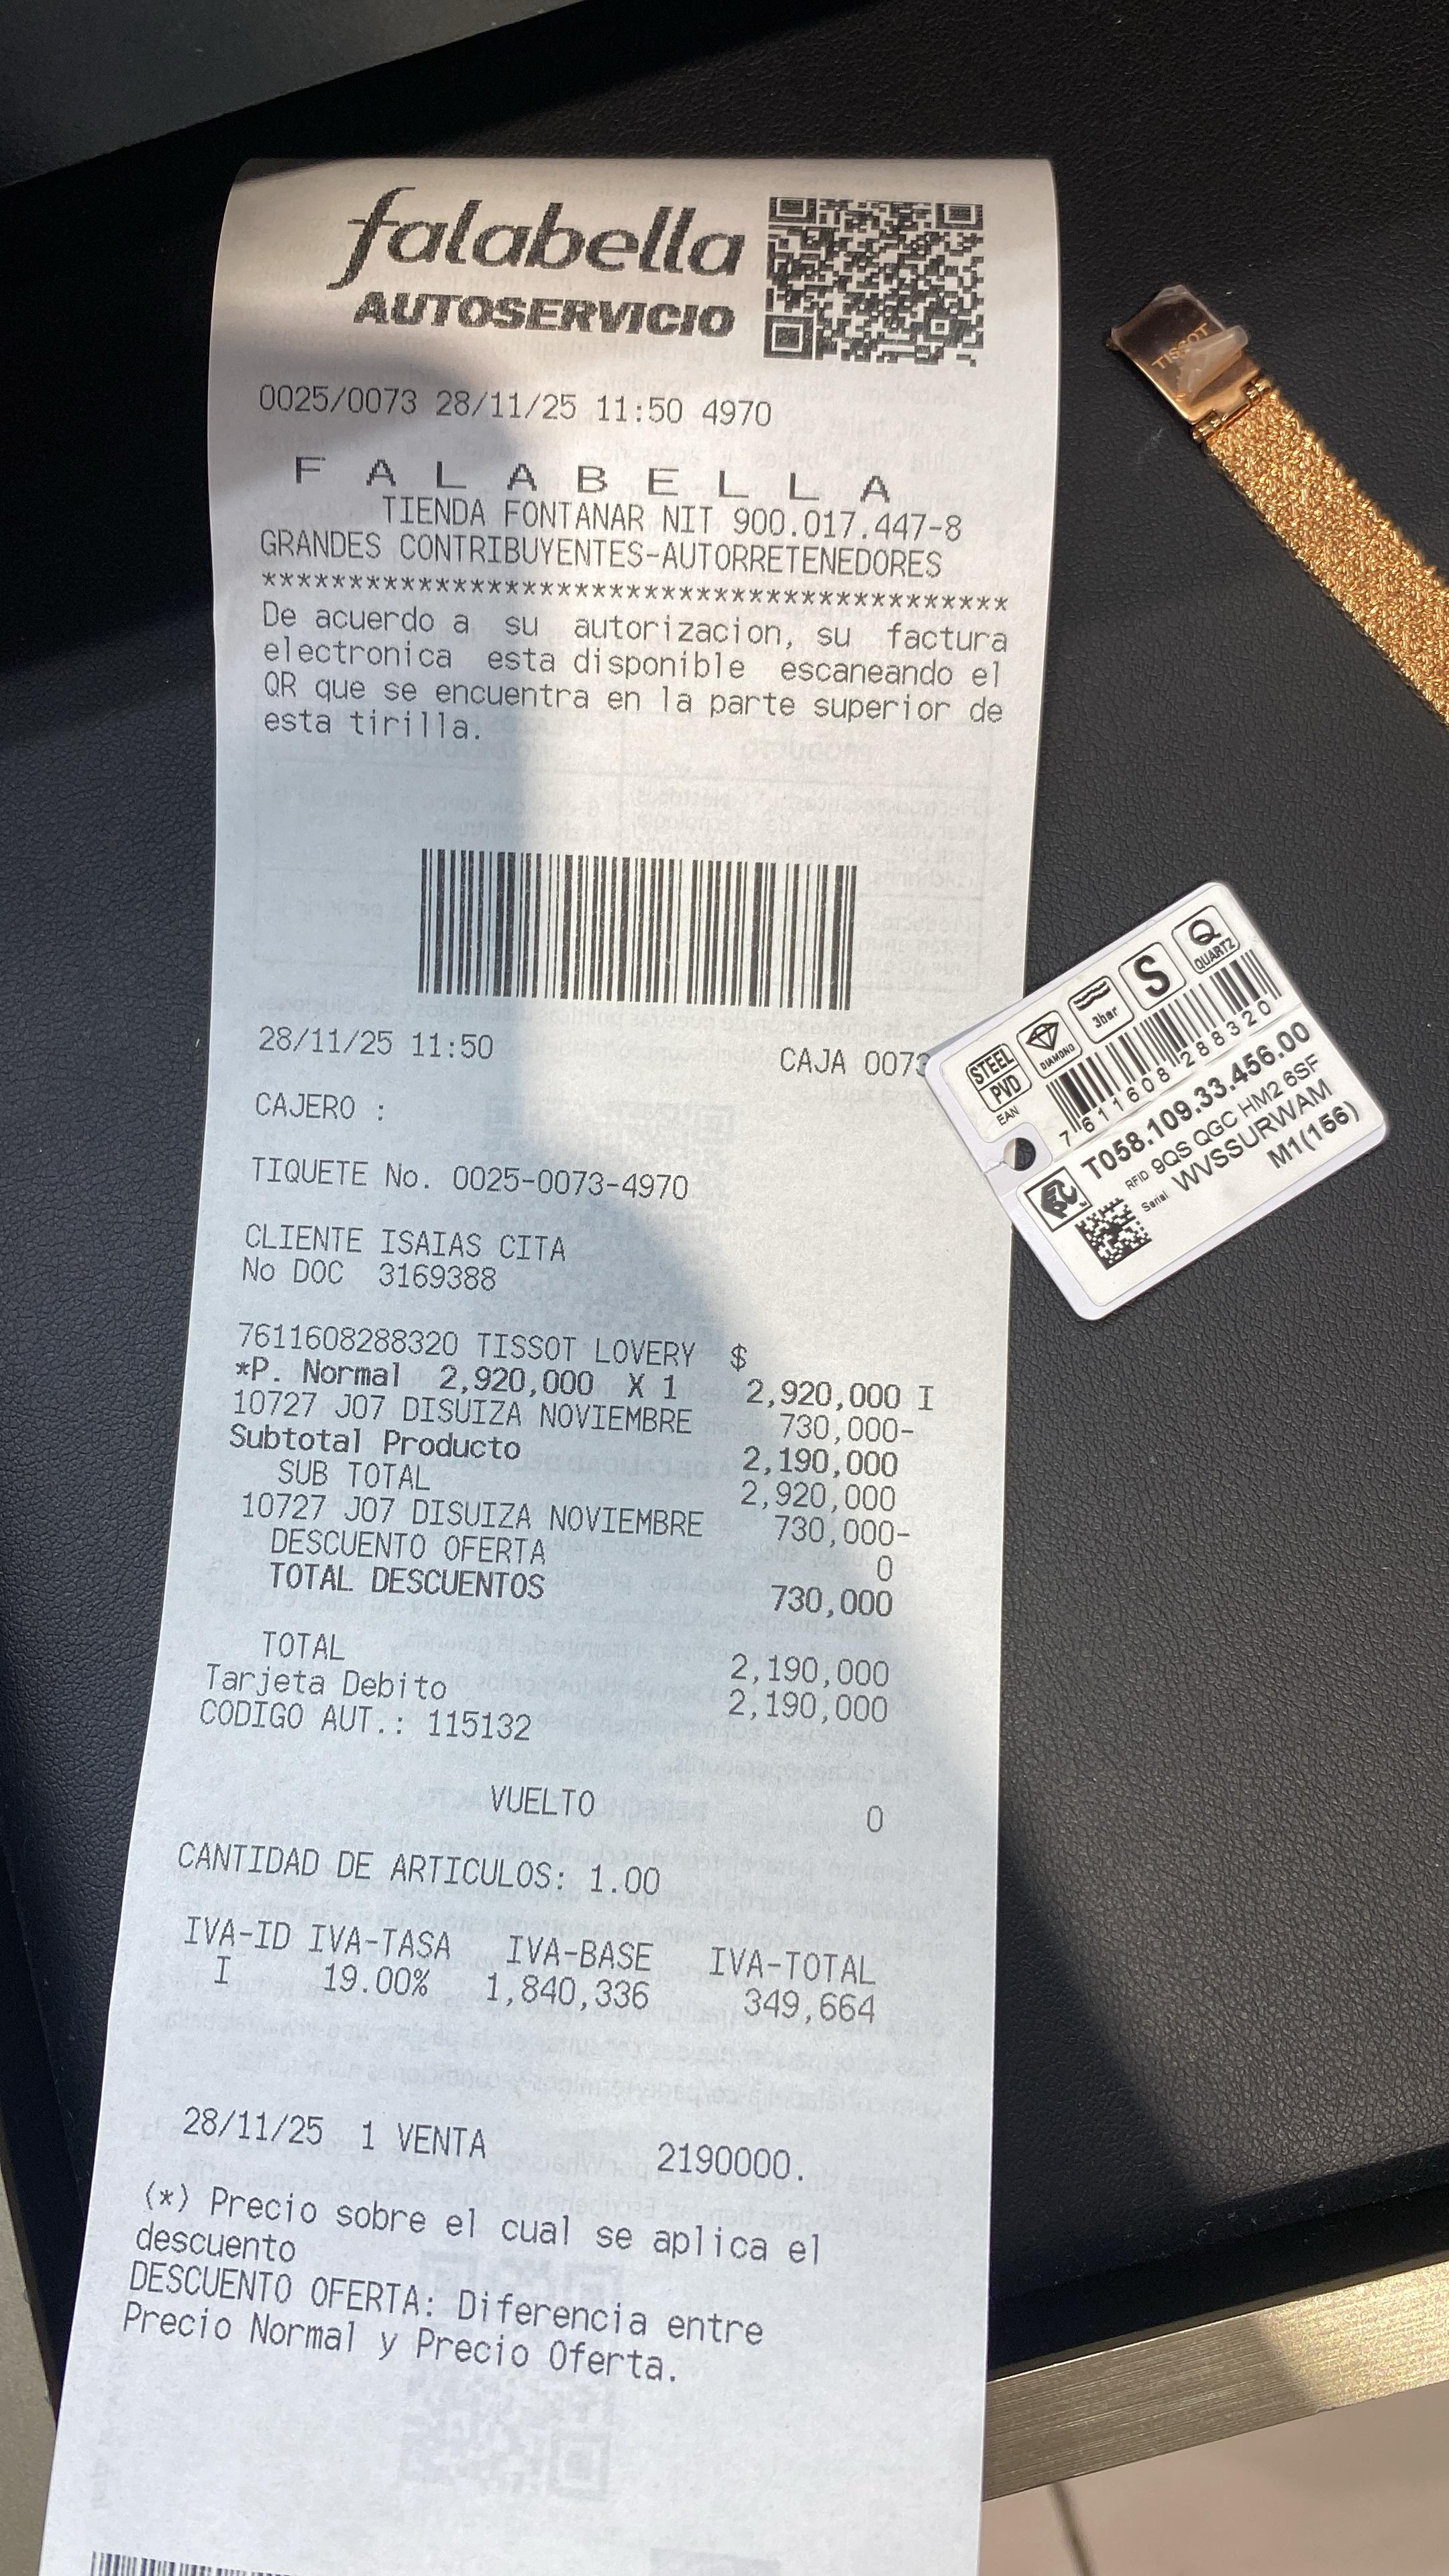 falabella
AUTOSERVICIO
0025/0073 28/11/25 11:50 4970
F A L A B E L L A
TIENDA FONTANAR NIT 900.017.447-8
GRANDES CONTRIBUYENTES-AUTORRETENEDORES
*******************************************
De acuerdo a su autorizacion, su factura
electronica esta disponible escaneando el
QR que se encuentra en la parte superior de
esta tirilla.
28/11/25 11:50 CAJA 0073
CAJERO :
TIQUETE No. 0025-0073-4970
CLIENTE ISAIAS CITA
No DOC 3169388
7611608288320 TISSOT LOVERY $
*P. Normal 2,920,000 X 1 2,920,000 I
10727 J07 DISUIZA NOVIEMBRE 730,000-
Subtotal Producto 2,190,000
SUB TOTAL 2,920,000
10727 J07 DISUIZA NOVIEMBRE 730,000-
DESCUENTO OFERTA 0
TOTAL DESCUENTOS 730,000
TOTAL 2,190,000
Tarjeta Debito 2,190,000
CODIGO AUT.: 115132
VUELTO 0
CANTIDAD DE ARTICULOS: 1.00
IVA-ID IVA-TASA IVA-BASE IVA-TOTAL
I 19.00% 1,840,336 349,664
28/11/25 1 VENTA 2190000.
(*) Precio sobre el cual se aplica el
descuento
DESCUENTO OFERTA: Diferencia entre
Precio Normal y Precio Oferta.
TISSOT
STEEL
PVD
DIAMOND
3bar
S
Q
QUARTZ
EAN
7 611608 288320
T058.109.33.456.00
RFID 9QS QGC HM2 6SF
Serial WVSSURWAM
M1(156)